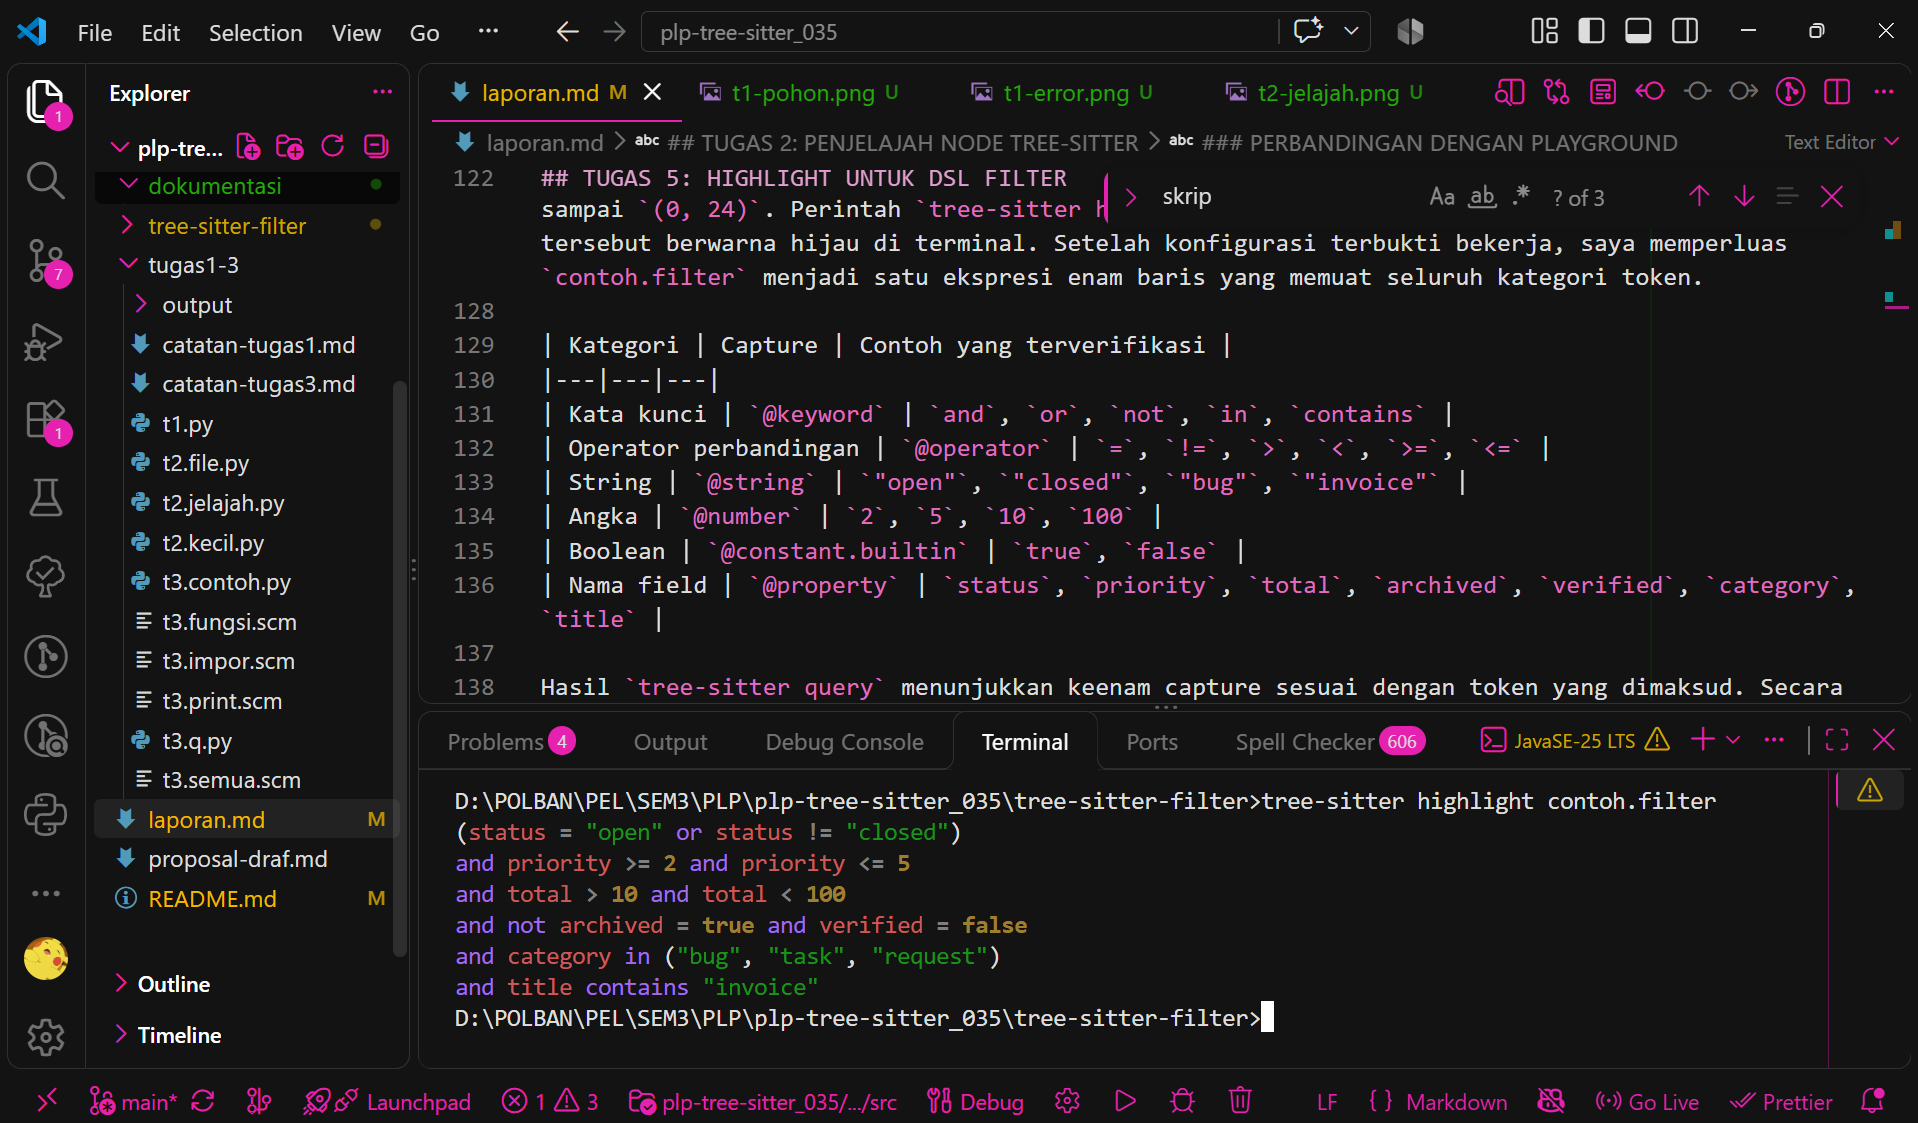 File Edit Selection View Go ··· plp-tree-sitter_035
Explorer ···
plp-tre...
dokumentasi
tree-sitter-filter
tugas1-3
output
catatan-tugas1.md
catatan-tugas3.md
t1.py
t2.file.py
t2.jelajah.py
t2.kecil.py
t3.contoh.py
t3.fungsi.scm
t3.impor.scm
t3.print.scm
t3.q.py
t3.semua.scm
laporan.md M
proposal-draf.md
README.md M
Outline
Timeline
1
7
1
laporan.md M t1-pohon.png U t1-error.png U t2-jelajah.png U
laporan.md > abc ## TUGAS 2: PENJELAJAH NODE TREE-SITTER > abc ### PERBANDINGAN DENGAN PLAYGROUND Text Editor
skrip Aa ab .* ? of 3
122 ## TUGAS 5: HIGHLIGHT UNTUK DSL FILTER
sampai `(0, 24)`. Perintah `tree-sitter h
tersebut berwarna hijau di terminal. Setelah konfigurasi terbukti bekerja, saya memperluas
`contoh.filter` menjadi satu ekspresi enam baris yang memuat seluruh kategori token.
128
129 | Kategori | Capture | Contoh yang terverifikasi |
130 |---|---|---|
131 | Kata kunci | `@keyword` | `and`, `or`, `not`, `in`, `contains` |
132 | Operator perbandingan | `@operator` | `=`, `!=`, `>`, `<`, `>=`, `<=` |
133 | String | `@string` | `"open"`, `"closed"`, `"bug"`, `"invoice"` |
134 | Angka | `@number` | `2`, `5`, `10`, `100` |
135 | Boolean | `@constant.builtin` | `true`, `false` |
136 | Nama field | `@property` | `status`, `priority`, `total`, `archived`, `verified`, `category`,
`title` |
137
138 Hasil `tree-sitter query` menunjukkan keenam capture sesuai dengan token yang dimaksud. Secara
Problems 4 Output Debug Console Terminal Ports Spell Checker 606 JavaSE-25 LTS
D:\POLBAN\PEL\SEM3\PLP\plp-tree-sitter_035\tree-sitter-filter>tree-sitter highlight contoh.filter
(status = "open" or status != "closed")
and priority >= 2 and priority <= 5
and total > 10 and total < 100
and not archived = true and verified = false
and category in ("bug", "task", "request")
and title contains "invoice"
D:\POLBAN\PEL\SEM3\PLP\plp-tree-sitter_035\tree-sitter-filter>
main* Launchpad 1 3 plp-tree-sitter_035/.../src Debug LF { } Markdown Go Live Prettier